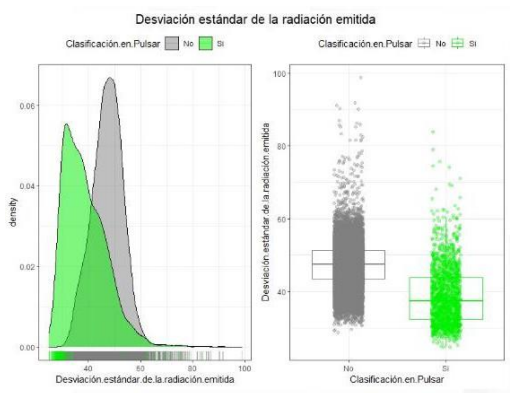 Desviación estándar de la radiación emitida
Clasificación.en.Pulsar No Si
Clasificación.en.Pulsar No Si
density
0.06
0.04
0.02
0.00
40 60 80 100
Desviación.estándar.de.la.radiación.emitida
Desviación.estándar.de.la.radiación.emitida
100
80
60
40
No Si
Clasificación.en.Pulsar